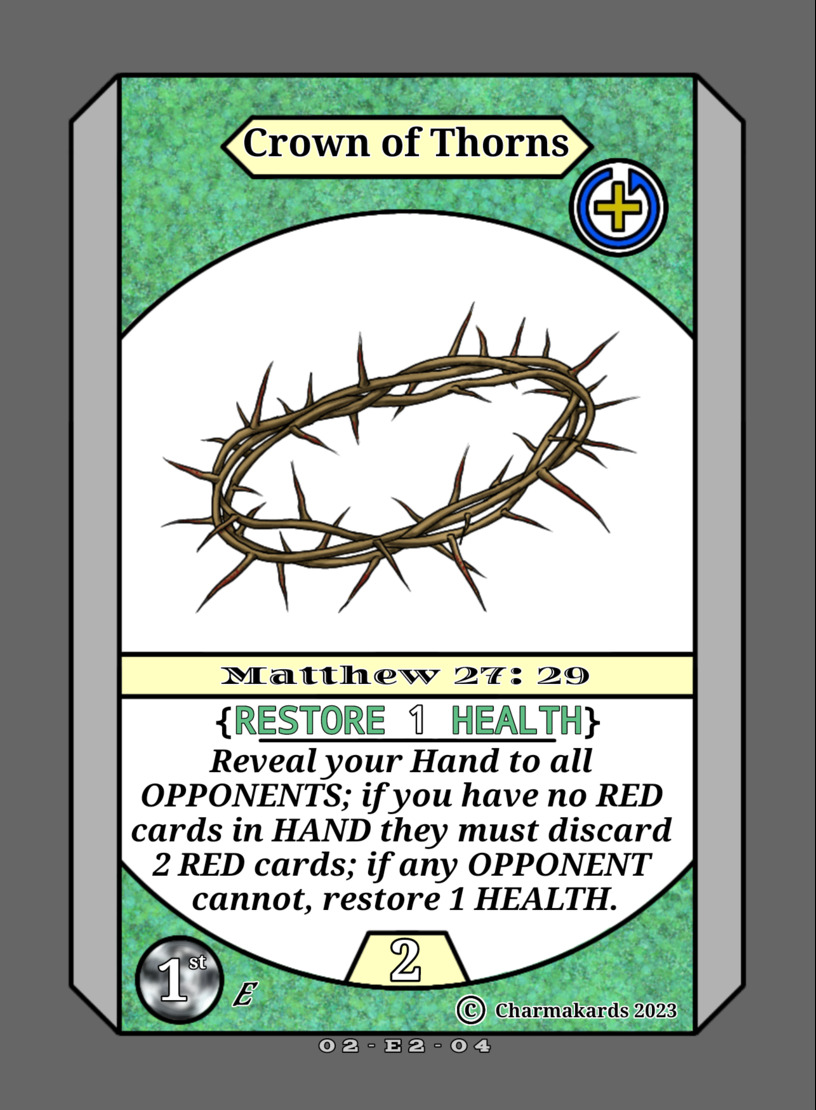 Crown of Thorns
Matthew 27: 29
{RESTORE 1 HEALTH}
Reveal your Hand to all
OPPONENTS; if you have no RED
cards in HAND they must discard
2 RED cards; if any OPPONENT
cannot, restore 1 HEALTH.
2
1st
E
© Charmakards 2023
02-E2-04